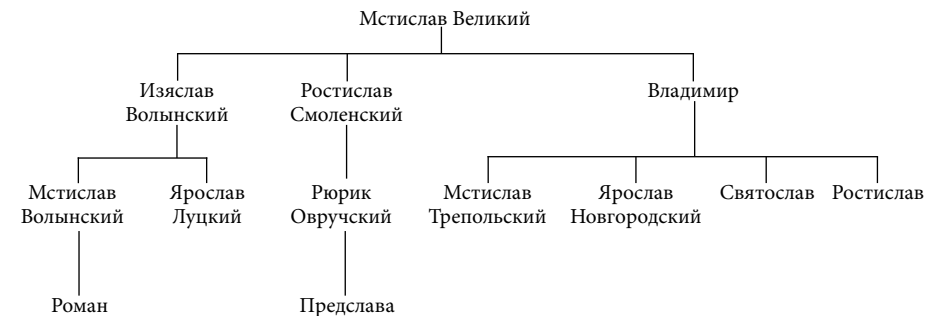 Мстислав Великий
Изяслав
Волынский
Ростислав
Смоленский
Владимир
Мстислав
Волынский
Ярослав
Луцкий
Рюрик
Овручский
Мстислав
Трепольский
Ярослав
Новгородский
Святослав
Ростислав
Роман
Предслава